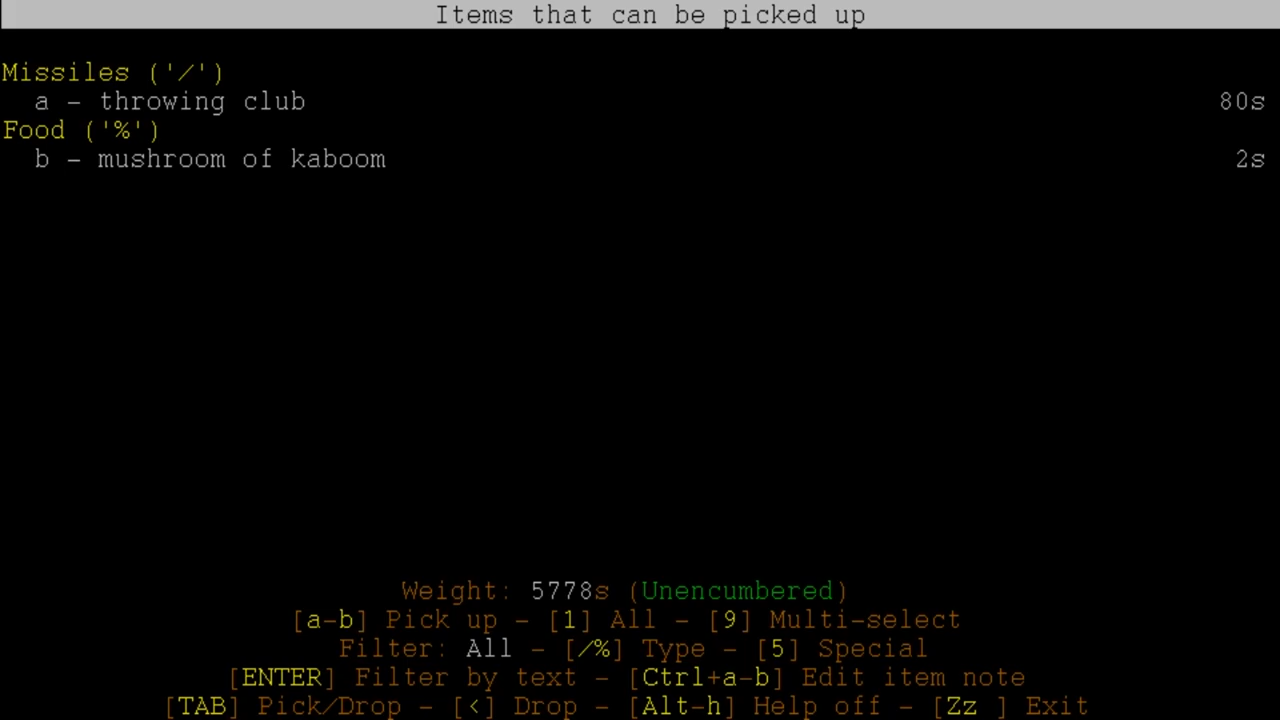 Items that can be picked up
Missiles ('/')
a - throwing club 80s
Food ('%')
b - mushroom of kaboom 2s
Weight: 5778s (Unencumbered)
[a-b] Pick up - [1] All - [9] Multi-select
Filter: All - [/%] Type - [5] Special
[ENTER] Filter by text - [Ctrl+a-b] Edit item note
[TAB] Pick/Drop - [<] Drop - [Alt-h] Help off - [Zz ] Exit